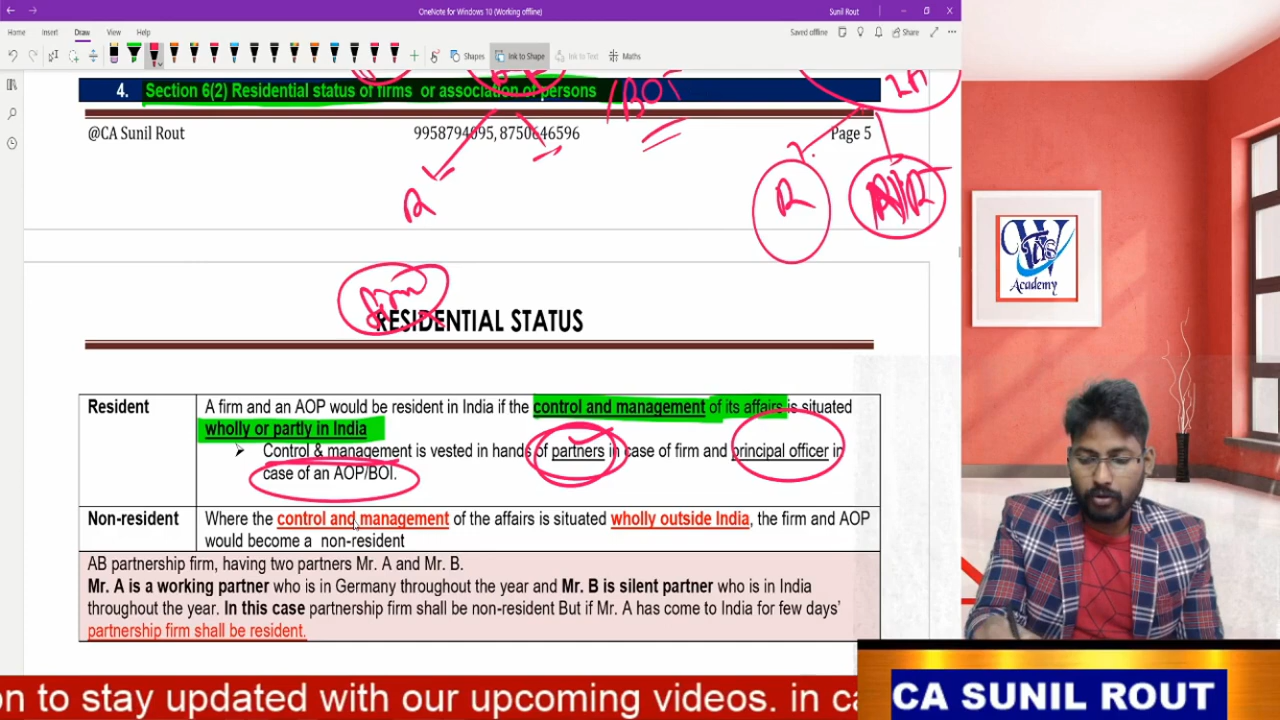 OneNote for Windows 10 (Working offline)
Sunil Rout
Home Insert Draw View Help
Saved offline
Share
Shapes
Ink to Shape
Ink to Text
Maths
4. Section 6(2) Residential status of firms or association of persons
/BOI
@CA Sunil Rout 9958794095, 8750646596 Page 5
R
R
N/R
firm
RESIDENTIAL STATUS
Resident
A firm and an AOP would be resident in India if the control and management of its affairs is situated
wholly or partly in India
➢ Control & management is vested in hands of partners in case of firm and principal officer in
case of an AOP/BOI.
Non-resident
Where the control and management of the affairs is situated wholly outside India, the firm and AOP
would become a non-resident
AB partnership firm, having two partners Mr. A and Mr. B.
Mr. A is a working partner who is in Germany throughout the year and Mr. B is silent partner who is in India
throughout the year. In this case partnership firm shall be non-resident But if Mr. A has come to India for few days'
partnership firm shall be resident.
Academy
on to stay updated with our upcoming videos. in ca
CA SUNIL ROUT